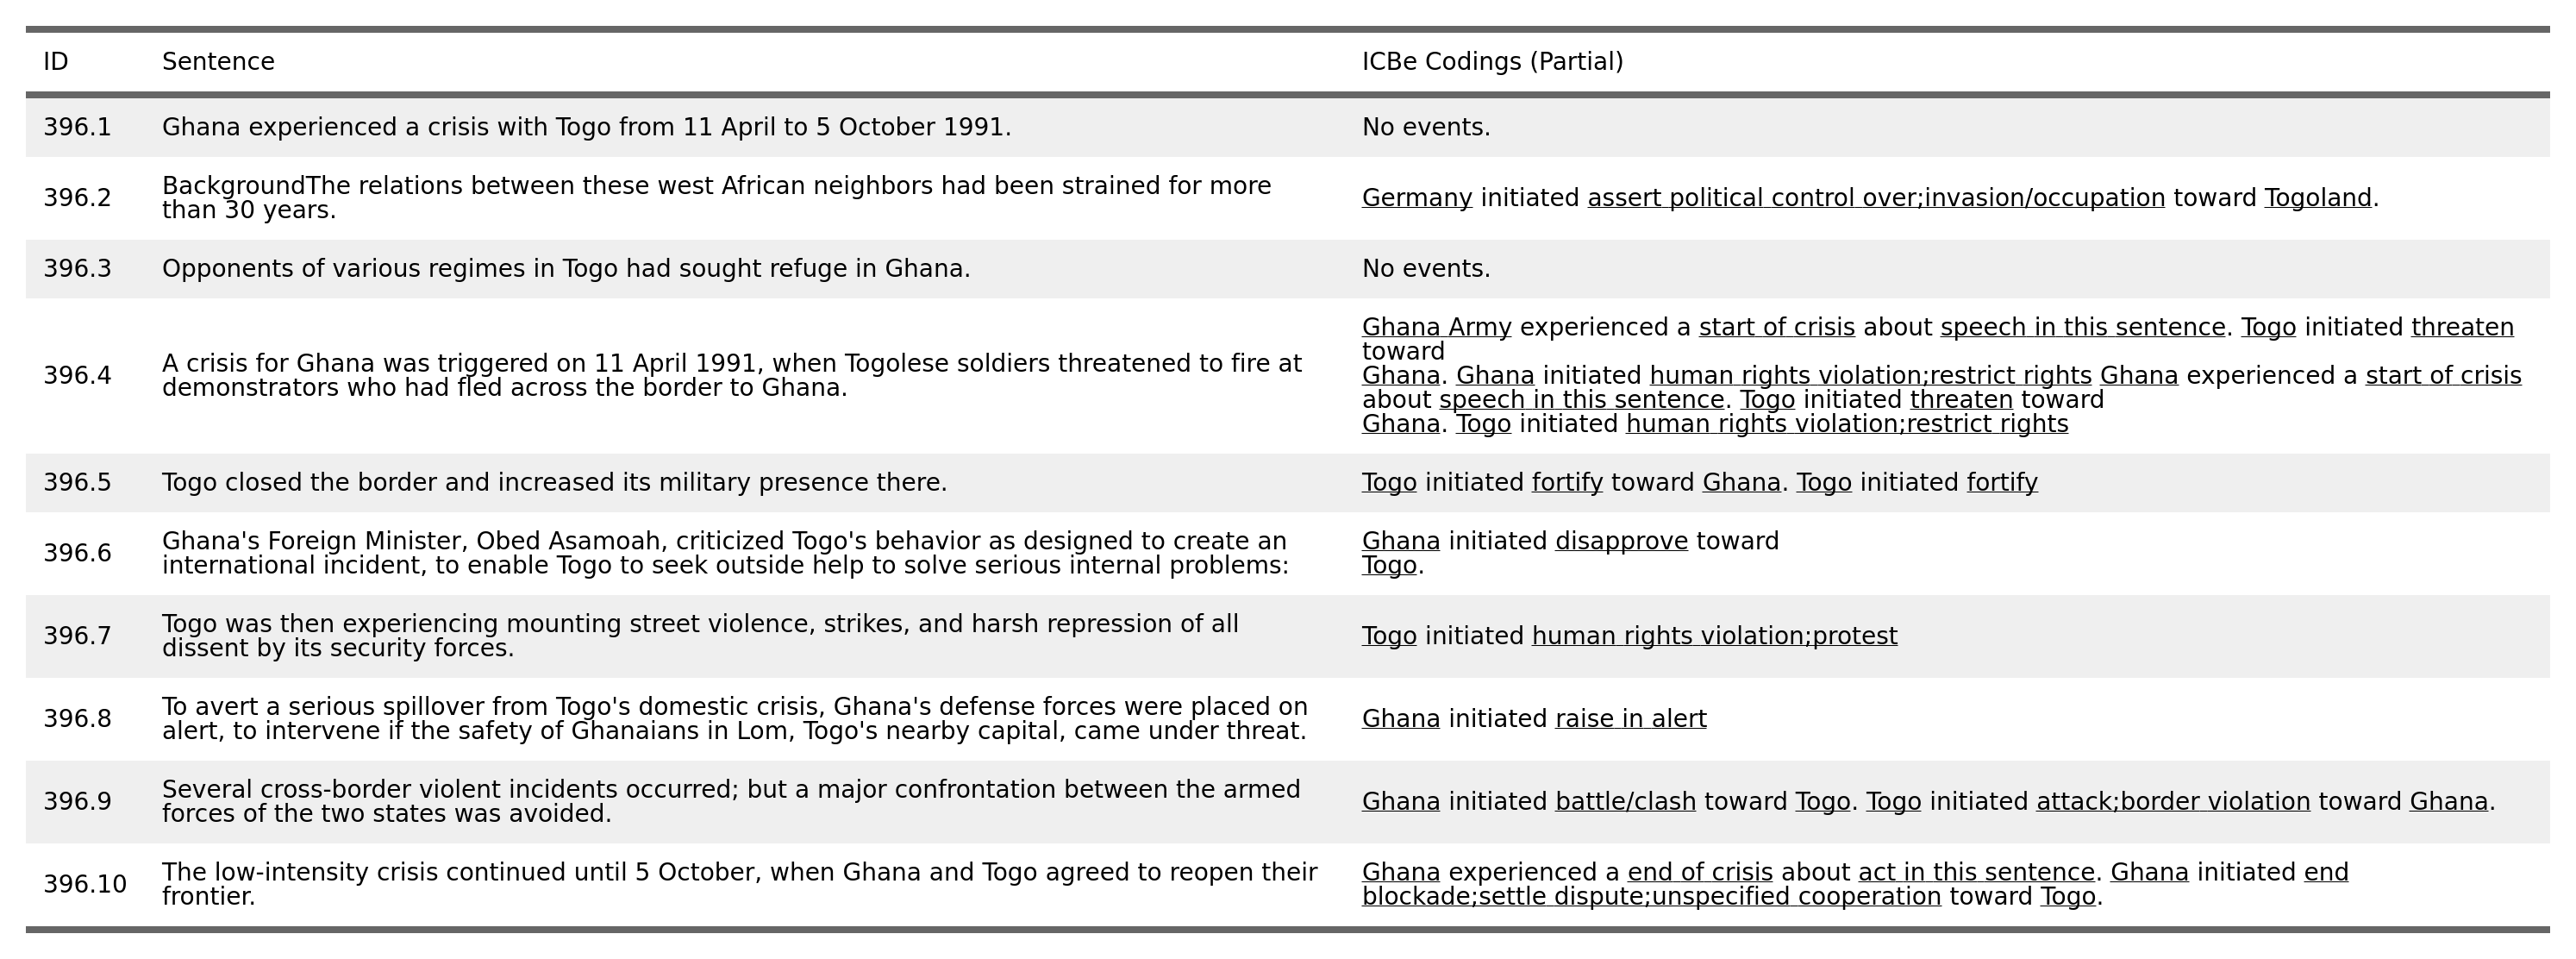 ID Sentence ICBe Codings (Partial)
396.1 Ghana experienced a crisis with Togo from 11 April to 5 October 1991. No events.
396.2 BackgroundThe relations between these west African neighbors had been strained for more
than 30 years.
Germany initiated assert political control over;invasion/occupation toward Togoland.
396.3 Opponents of various regimes in Togo had sought refuge in Ghana. No events.
396.4 A crisis for Ghana was triggered on 11 April 1991, when Togolese soldiers threatened to fire at
demonstrators who had fled across the border to Ghana.
Ghana Army experienced a start of crisis about speech in this sentence. Togo initiated threaten
toward
Ghana. Ghana initiated human rights violation;restrict rights Ghana experienced a start of crisis
about speech in this sentence. Togo initiated threaten toward
Ghana. Togo initiated human rights violation;restrict rights
396.5 Togo closed the border and increased its military presence there. Togo initiated fortify toward Ghana. Togo initiated fortify
396.6 Ghana's Foreign Minister, Obed Asamoah, criticized Togo's behavior as designed to create an
international incident, to enable Togo to seek outside help to solve serious internal problems:
Ghana initiated disapprove toward
Togo.
396.7 Togo was then experiencing mounting street violence, strikes, and harsh repression of all
dissent by its security forces.
Togo initiated human rights violation;protest
396.8 To avert a serious spillover from Togo's domestic crisis, Ghana's defense forces were placed on
alert, to intervene if the safety of Ghanaians in Lom, Togo's nearby capital, came under threat.
Ghana initiated raise in alert
396.9 Several cross-border violent incidents occurred; but a major confrontation between the armed
forces of the two states was avoided.
Ghana initiated battle/clash toward Togo. Togo initiated attack;border violation toward Ghana.
396.10 The low-intensity crisis continued until 5 October, when Ghana and Togo agreed to reopen their
frontier.
Ghana experienced a end of crisis about act in this sentence. Ghana initiated end
blockade;settle dispute;unspecified cooperation toward Togo.